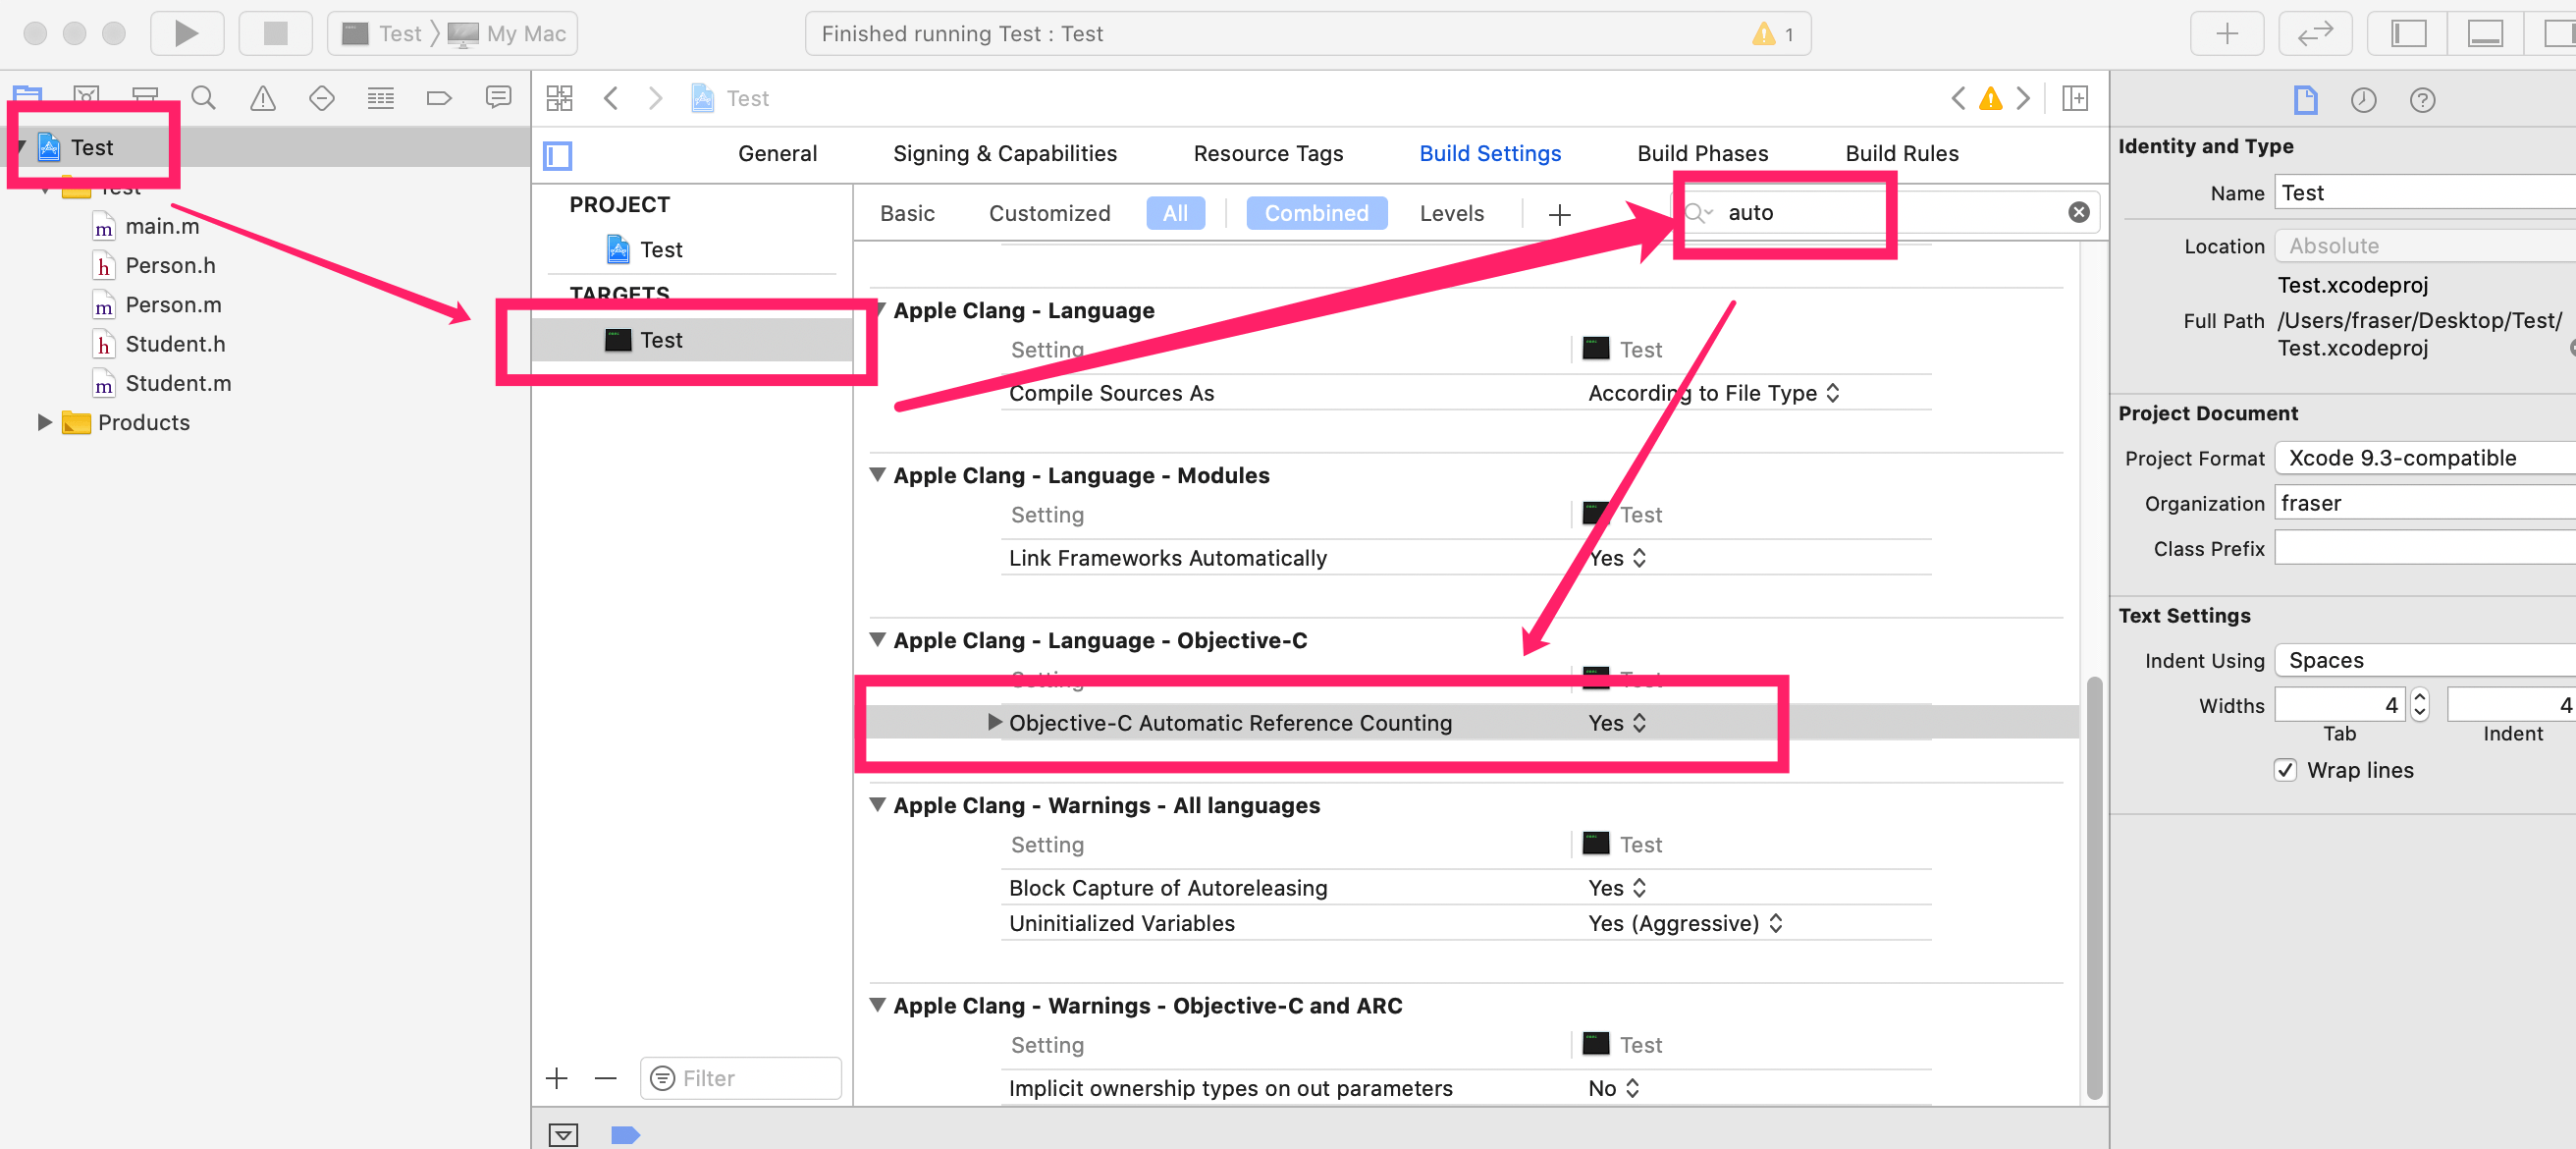 Test 〉 My Mac
Finished running Test : Test
1
Test
Test
main.m
Person.h
Person.m
Student.h
Student.m
Products
Test
General
Signing & Capabilities
Resource Tags
Build Settings
Build Phases
Build Rules
PROJECT
Test
TARGETS
Test
Filter
Basic
Customized
All
Combined
Levels
auto
Apple Clang - Language
Setting Test
Compile Sources As According to File Type
Apple Clang - Language - Modules
Setting Test
Link Frameworks Automatically Yes
Apple Clang - Language - Objective-C
Setting Test
Objective-C Automatic Reference Counting Yes
Apple Clang - Warnings - All languages
Setting Test
Block Capture of Autoreleasing Yes
Uninitialized Variables Yes (Aggressive)
Apple Clang - Warnings - Objective-C and ARC
Setting Test
Implicit ownership types on out parameters No
Identity and Type
Name Test
Location Absolute
Test.xcodeproj
Full Path /Users/fraser/Desktop/Test/
Test.xcodeproj
Project Document
Project Format Xcode 9.3-compatible
Organization fraser
Class Prefix
Text Settings
Indent Using Spaces
Widths 4 4
Tab Indent
Wrap lines